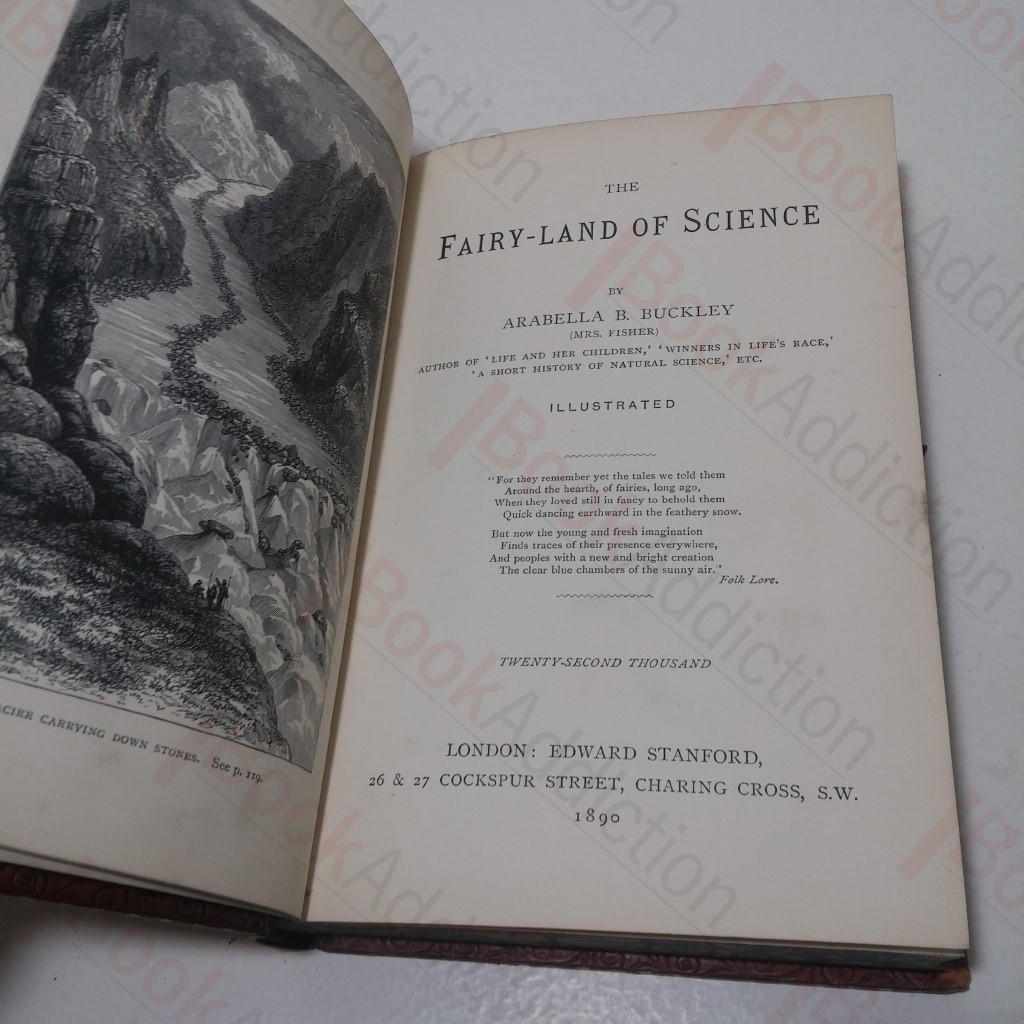 ACIER CARRYING DOWN STONES. See p. 119.
THE
FAIRY-LAND OF SCIENCE
BY
ARABELLA B. BUCKLEY
(MRS. FISHER)
AUTHOR OF 'LIFE AND HER CHILDREN,' 'WINNERS IN LIFE'S RACE,'
'A SHORT HISTORY OF NATURAL SCIENCE,' ETC.
ILLUSTRATED
"For they remember yet the tales we told them
Around the hearth, of fairies, long ago,
When they loved still in fancy to behold them
Quick dancing earthward in the feathery snow.
But now the young and fresh imagination
Finds traces of their presence everywhere,
And peoples with a new and bright creation
The clear blue chambers of the sunny air."
Folk Lore.
TWENTY-SECOND THOUSAND
LONDON: EDWARD STANFORD,
26 & 27 COCKSPUR STREET, CHARING CROSS, S.W.
1890
BookAddiction